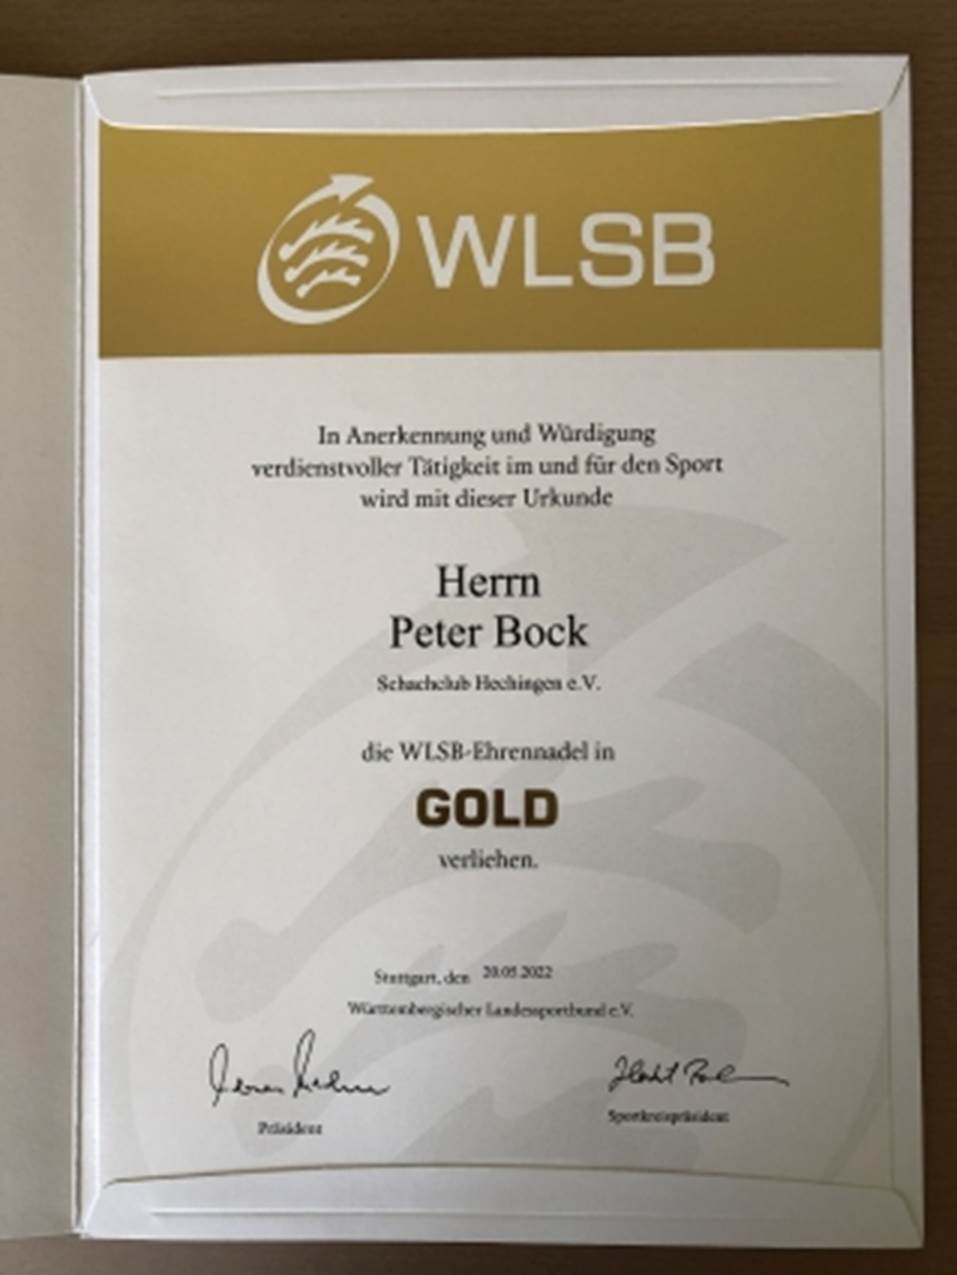 WLSB
In Anerkennung und Würdigung
verdienstvoller Tätigkeit im und für den Sport
wird mit dieser Urkunde
Herrn
Peter Bock
Schachclub Hechingen e.V.
die WLSB-Ehrennadel in
GOLD
verliehen.
Stuttgart, den 20.05.2022
Württembergischer Landessportbund e.V.
Präsident
Sportkreispräsident